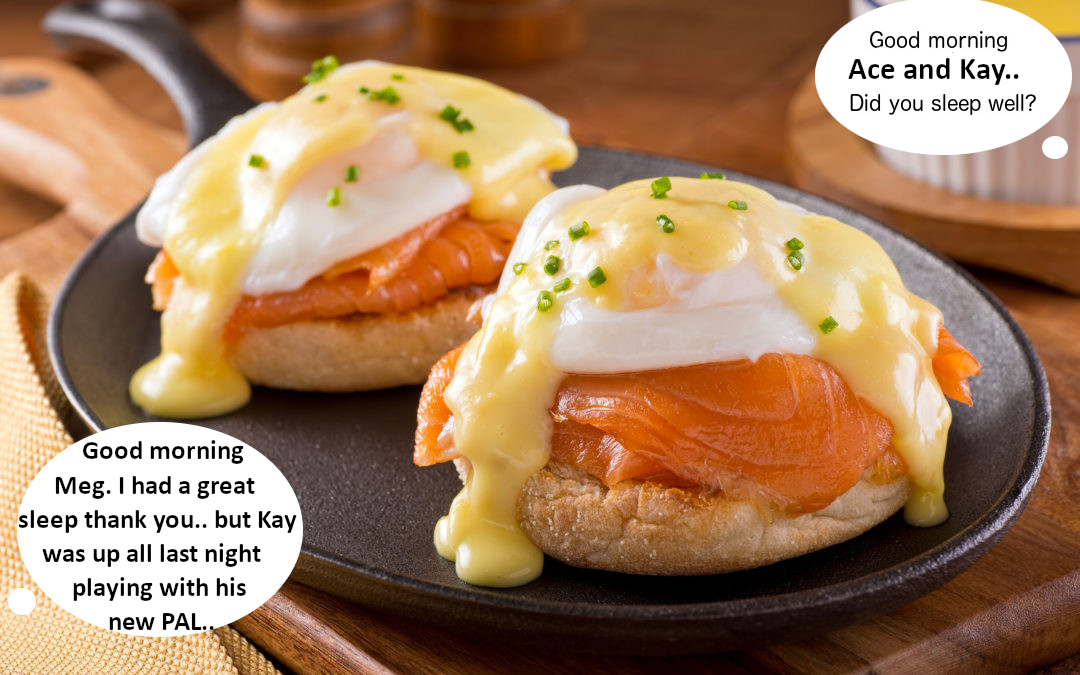 Good morning
Ace and Kay..
Did you sleep well?
Good morning
Meg. I had a great
sleep thank you.. but Kay
was up all last night
playing with his
new PAL..